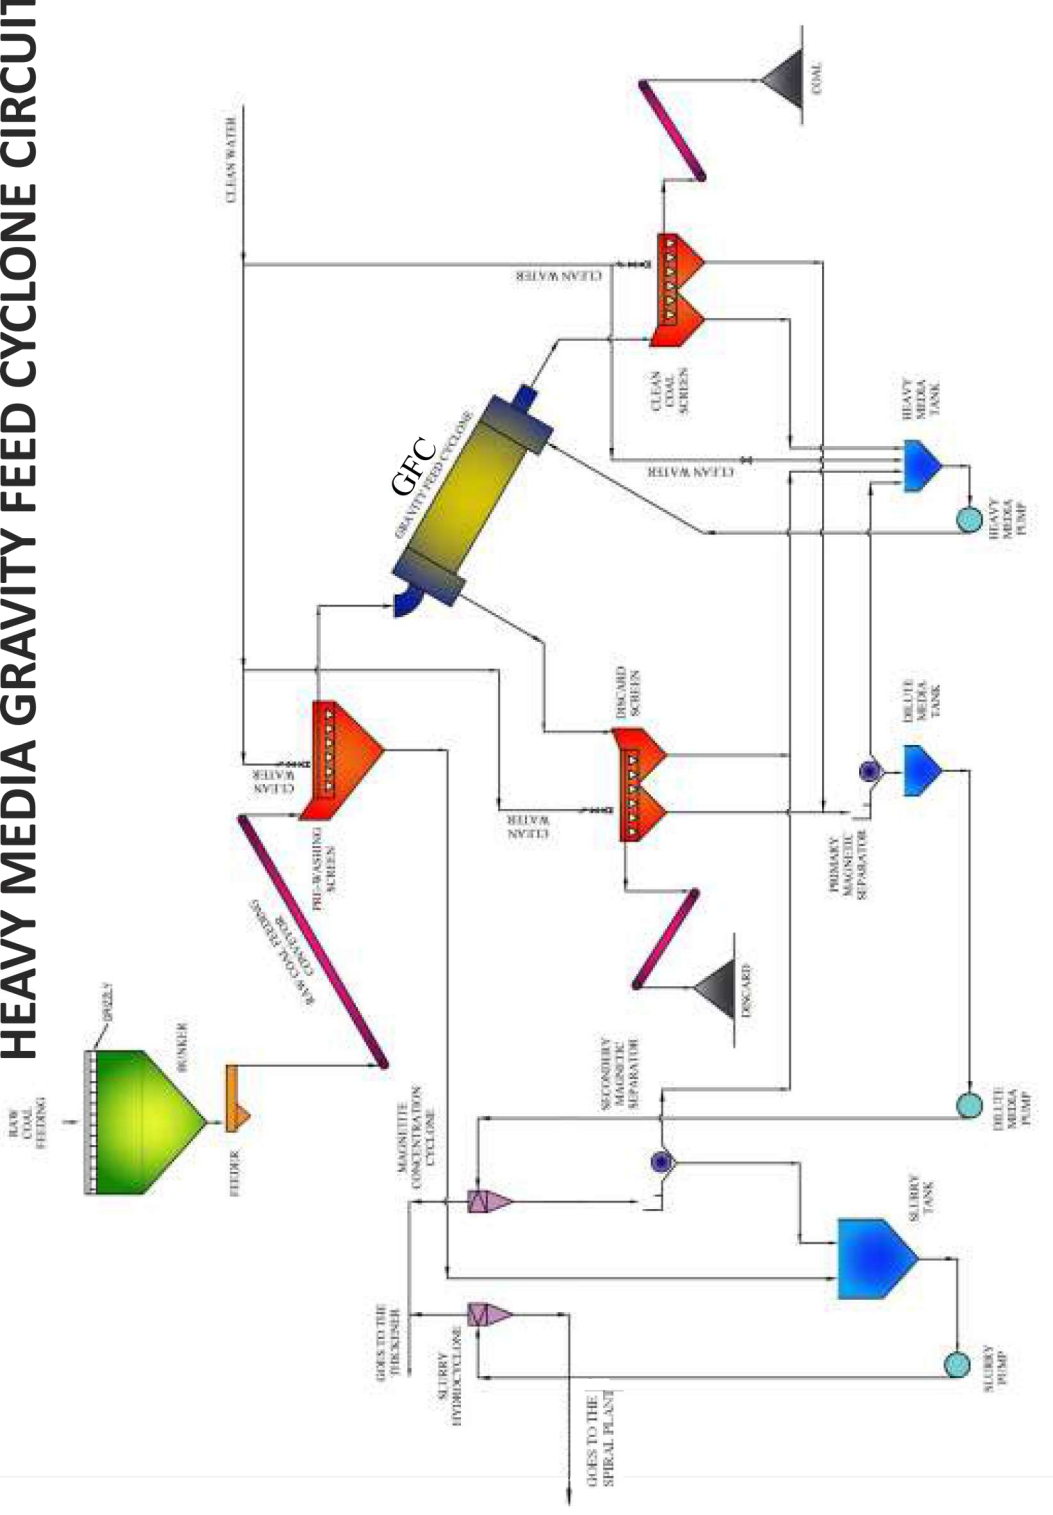 HEAVY MEDIA GRAVITY FEED CYCLONE CIRCUIT
RAW
COAL
FEEDING
GRIZZLY
BUNKER
FEEDER
RAW COAL FEEDING
CONVEYOR
PRE-WASHING
SCREEN
CLEAN
WATER
CLEAN WATER
GFC
GRAVITY FEED CYCLONE
CLEAN WATER
CLEAN
COAL
SCREEN
COAL
CLEAN WATER
HEAVY
MEDIA
TANK
HEAVY
MEDIA
PUMP
CLEAN
WATER
DISCARD
SCREEN
DISCARD
PRIMARY
MAGNETIC
SEPARATOR
DILUTE
MEDIA
TANK
DILUTE
MEDIA
PUMP
MAGNETITE
CONCENTRATION
CYCLONE
SECONDERY
MAGNETIC
SEPARATOR
SLURRY
TANK
SLURRY
PUMP
GOES TO THE
THICKENER
SLURRY
HYDROCYCLONE
GOES TO THE
SPIRAL PLANT